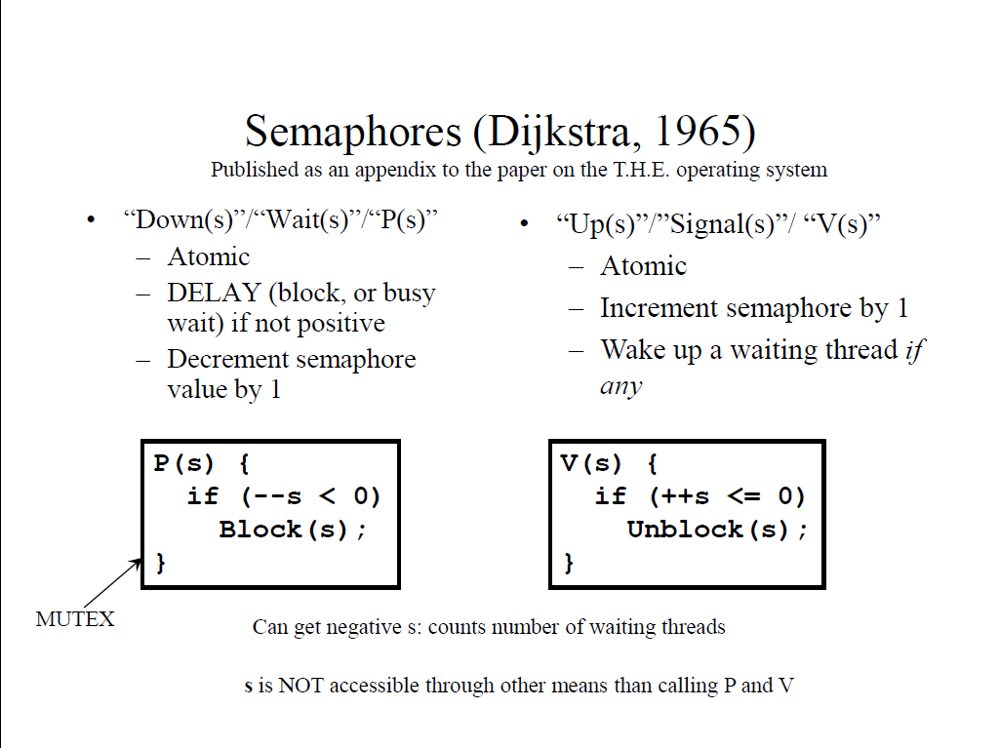 Semaphores (Dijkstra, 1965)
Published as an appendix to the paper on the T.H.E. operating system
• “Down(s)”/“Wait(s)”/“P(s)”
– Atomic
– DELAY (block, or busy
wait) if not positive
– Decrement semaphore
value by 1
• “Up(s)”/”Signal(s)”/ “V(s)”
– Atomic
– Increment semaphore by 1
– Wake up a waiting thread if
any
P(s) {
if (--s < 0)
Block(s);
}
V(s) {
if (++s <= 0)
Unblock(s);
}
MUTEX
Can get negative s: counts number of waiting threads
s is NOT accessible through other means than calling P and V